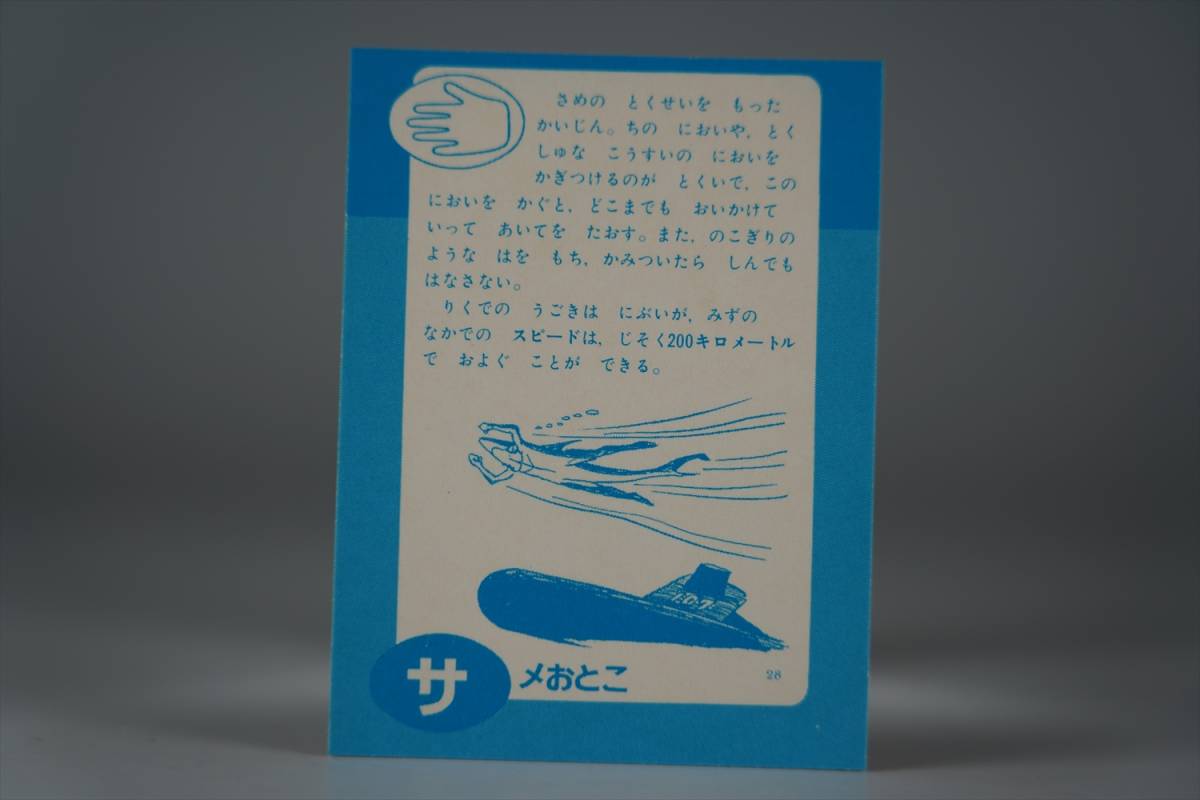 さめの とくせいを もった
かいじん。ちの においや, とく
しゅな こうすいの においを
かぎつけるのが とくいで, この
においを かぐと, どこまでも おいかけて
いって あいてを たおす。また, のこぎりの
ような はを もち, かみついたら しんでも
はなさない。
りくでの うごきは にぶいが, みずの
なかでの スピードは, じそく200キロメートル
で およぐ ことが できる。
サメおとこ
28